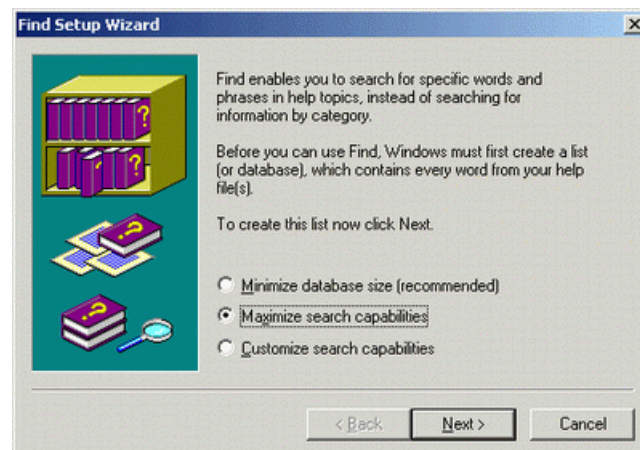 Find Setup Wizard
Find enables you to search for specific words and
phrases in help topics, instead of searching for
information by category.
Before you can use Find, Windows must first create a list
(or database), which contains every word from your help
file(s).
To create this list now click Next.
Minimize database size (recommended)
Maximize search capabilities
Customize search capabilities
< Back
Next >
Cancel